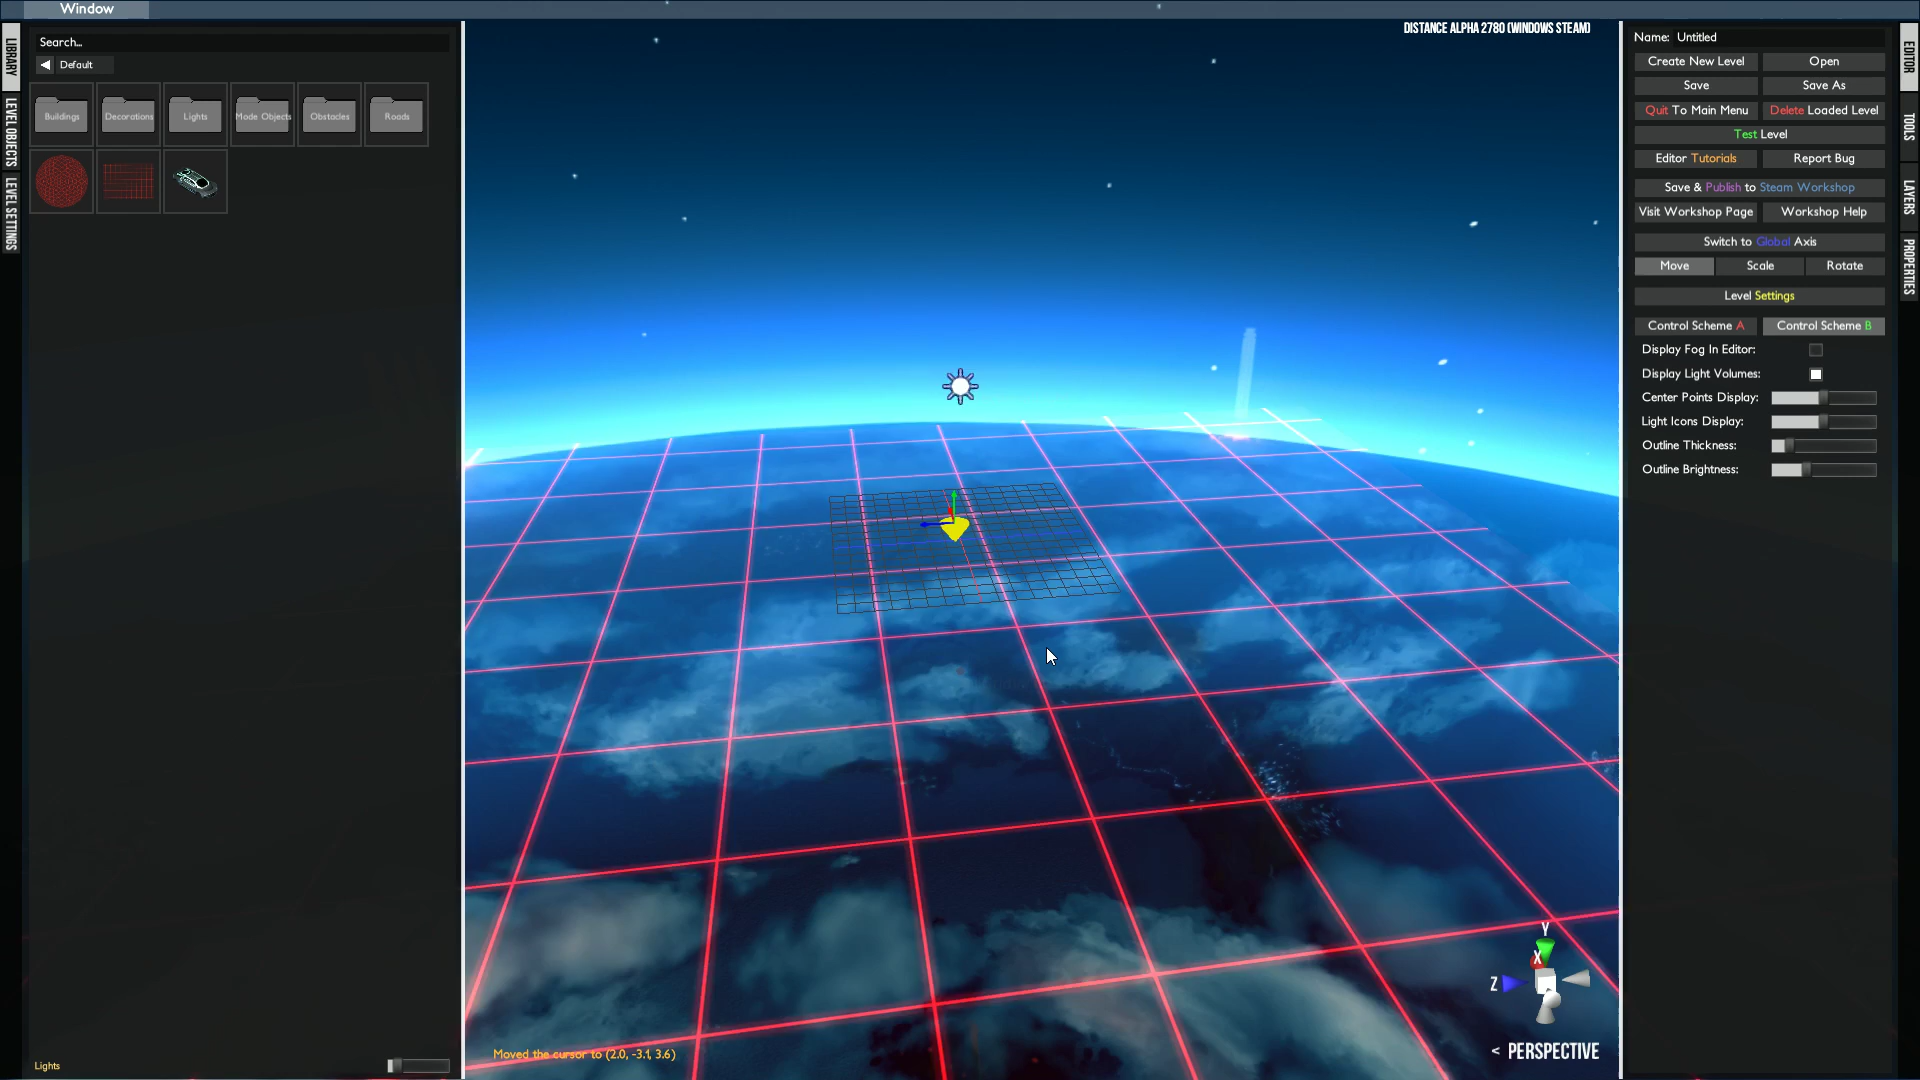 Window
LIBRARY
LEVEL OBJECTS
LEVEL SETTINGS
Search...
Default
Buildings
Decorations
Lights
Mode Objects
Obstacles
Roads
Lights
DISTANCE ALPHA 2780 (WINDOWS STEAM)
Moved the cursor to (2.0, -3.1, 3.6)
Y
X
Z
< PERSPECTIVE
Name: Untitled
Create New Level
Open
Save
Save As
Quit To Main Menu
Delete Loaded Level
Test Level
Editor Tutorials
Report Bug
Save & Publish to Steam Workshop
Visit Workshop Page
Workshop Help
Switch to Global Axis
Move
Scale
Rotate
Level Settings
Control Scheme A
Control Scheme B
Display Fog In Editor:
Display Light Volumes:
Center Points Display:
Light Icons Display:
Outline Thickness:
Outline Brightness:
EDITOR
TOOLS
LAYERS
PROPERTIES